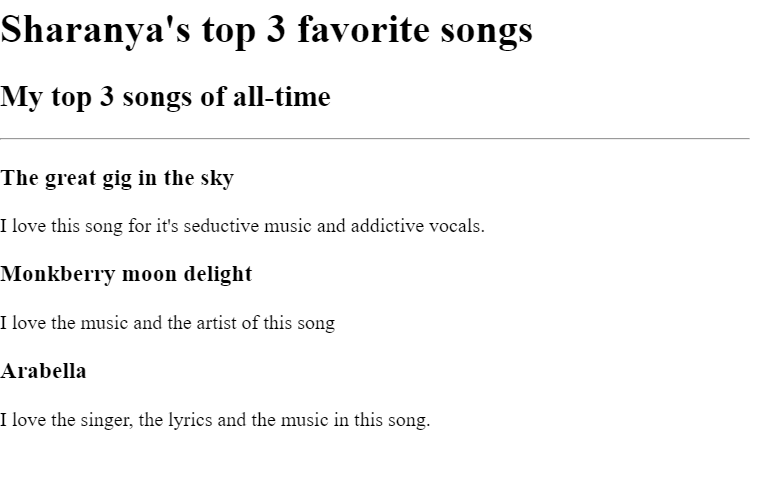 Sharanya's top 3 favorite songs
My top 3 songs of all-time
The great gig in the sky
I love this song for it's seductive music and addictive vocals.
Monkberry moon delight
I love the music and the artist of this song
Arabella
I love the singer, the lyrics and the music in this song.